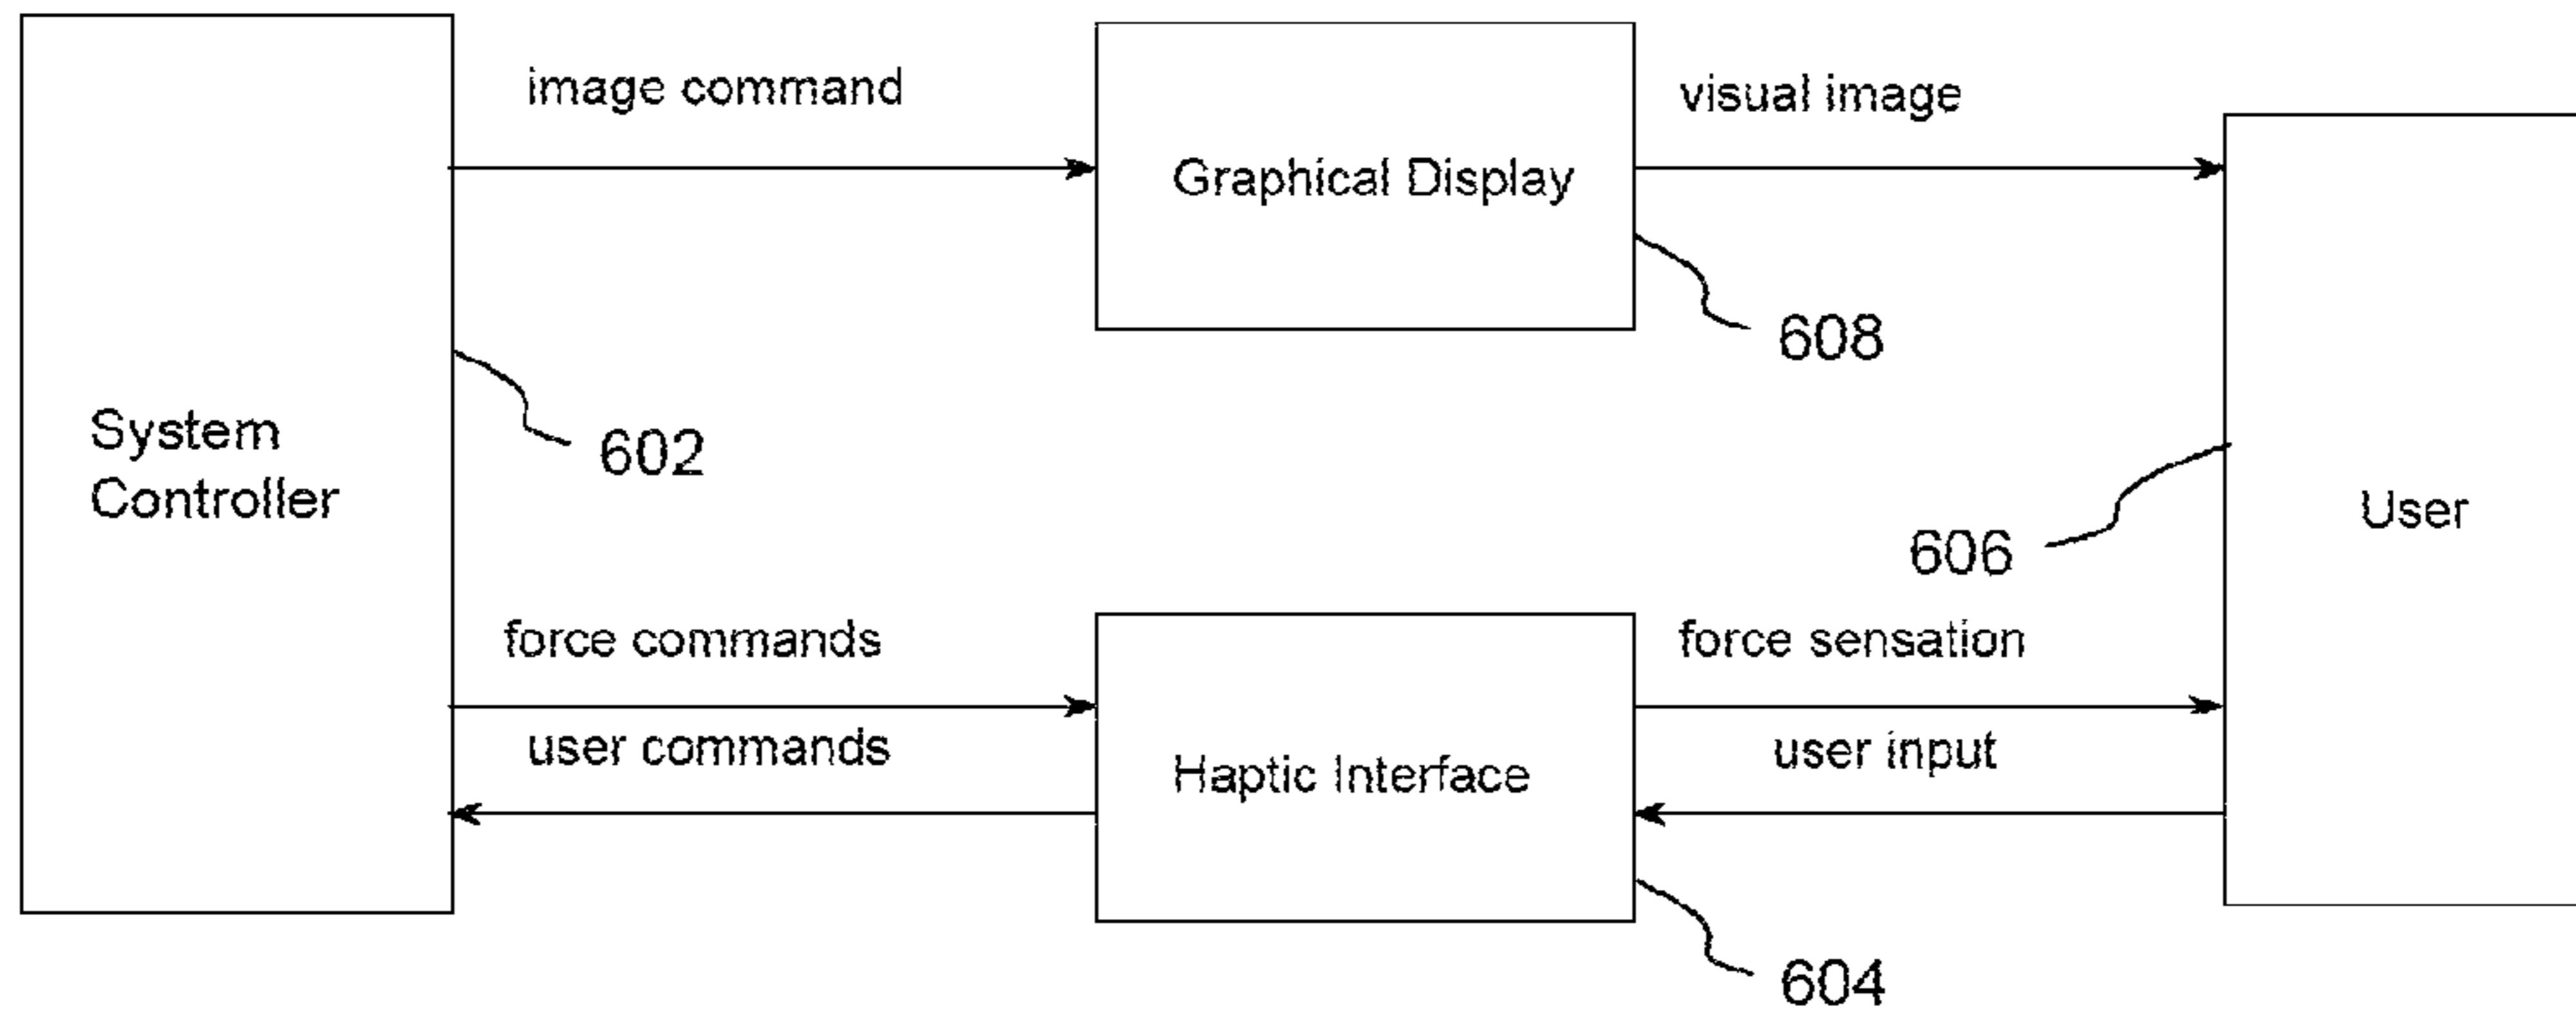 image command
visual image
Graphical Display
608
System
Controller
602
606
User
force commands
force sensation
user commands
user input
Haptic Interface
604